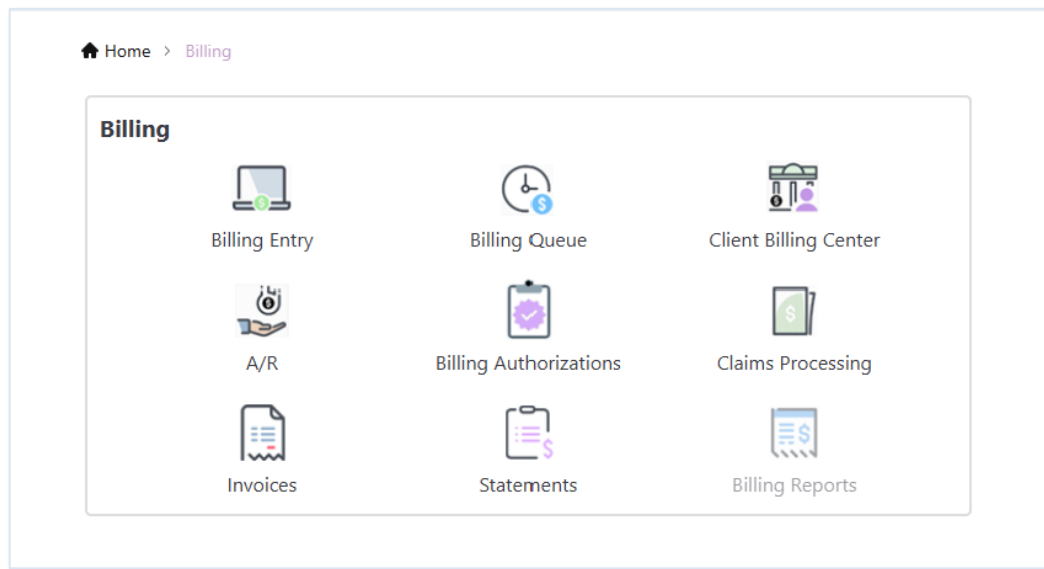 Home > Billing
Billing
Billing Entry
Billing Queue
Client Billing Center
A/R
Billing Authorizations
Claims Processing
Invoices
Statements
Billing Reports